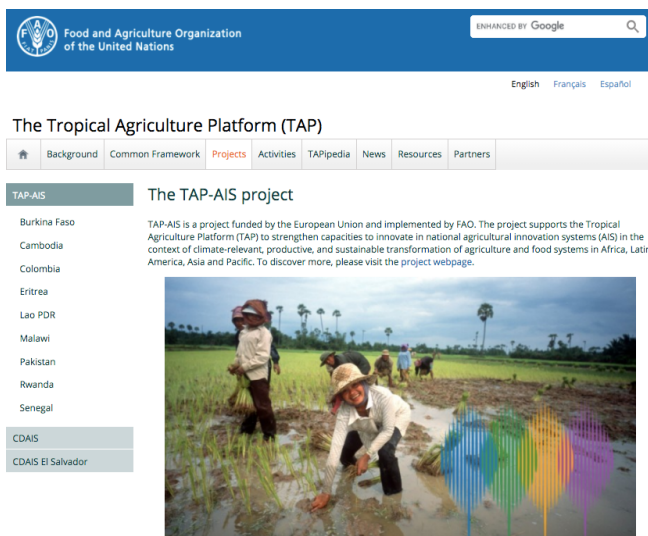 Food and Agriculture Organization
of the United Nations
ENHANCED BY Google
English Français Español
The Tropical Agriculture Platform (TAP)
Background Common Framework Projects Activities TAPipedia News Resources Partners
TAP-AIS
Burkina Faso
Cambodia
Colombia
Eritrea
Lao PDR
Malawi
Pakistan
Rwanda
Senegal
CDAIS
CDAIS El Salvador
The TAP-AIS project
TAP-AIS is a project funded by the European Union and implemented by FAO. The project supports the Tropical
Agriculture Platform (TAP) to strengthen capacities to innovate in national agricultural innovation systems (AIS) in the
context of climate-relevant, productive, and sustainable transformation of agriculture and food systems in Africa, Latin
America, Asia and Pacific. To discover more, please visit the project webpage.